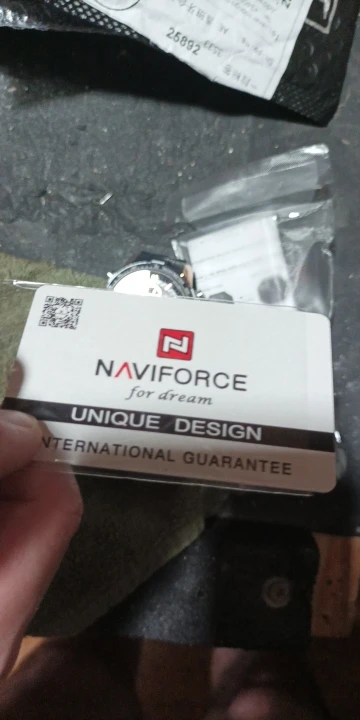 25892
NAVIFORCE
for dream
UNIQUE DESIGN
INTERNATIONAL GUARANTEE